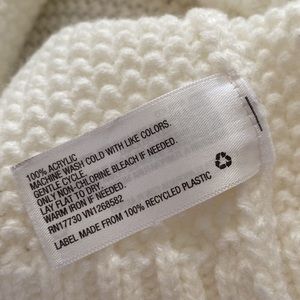 100% ACRYLIC
MACHINE WASH COLD WITH LIKE COLORS.
GENTLE CYCLE.
ONLY NON-CHLORINE BLEACH IF NEEDED.
LAY FLAT TO DRY.
WARM IRON IF NEEDED.
RN17730 VN1268582
LABEL MADE FROM 100% RECYCLED PLASTIC